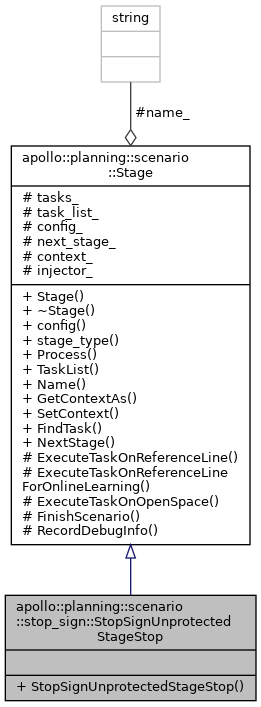 string
#name_
apollo::planning::scenario
::Stage
# tasks_
# task_list_
# config_
# next_stage_
# context_
# injector_
+ Stage()
+ ~Stage()
+ config()
+ stage_type()
+ Process()
+ TaskList()
+ Name()
+ GetContextAs()
+ SetContext()
+ FindTask()
+ NextStage()
# ExecuteTaskOnReferenceLine()
# ExecuteTaskOnReferenceLine
ForOnlineLearning()
# ExecuteTaskOnOpenSpace()
# FinishScenario()
# RecordDebugInfo()
apollo::planning::scenario
::stop_sign::StopSignUnprotected
StageStop
+ StopSignUnprotectedStageStop()